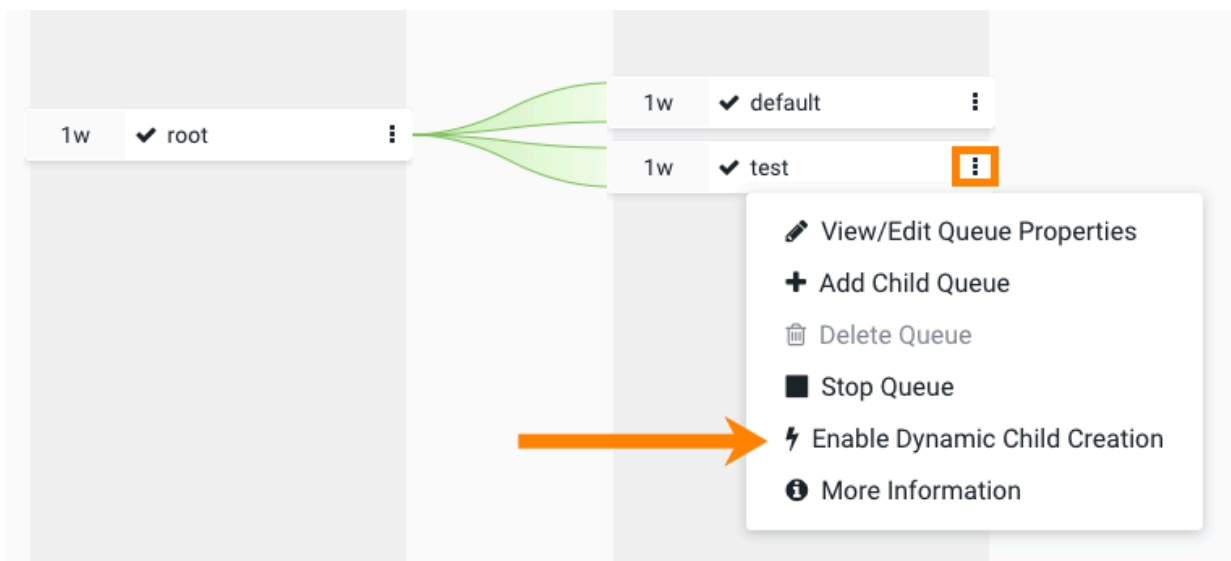 1w default
1w root
1w test
View/Edit Queue Properties
Add Child Queue
Delete Queue
Stop Queue
Enable Dynamic Child Creation
More Information